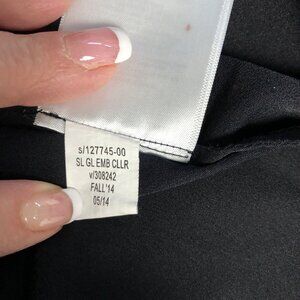 s/127745-00
SL GL EMB CLLR
v/308242
FALL'14
05/14